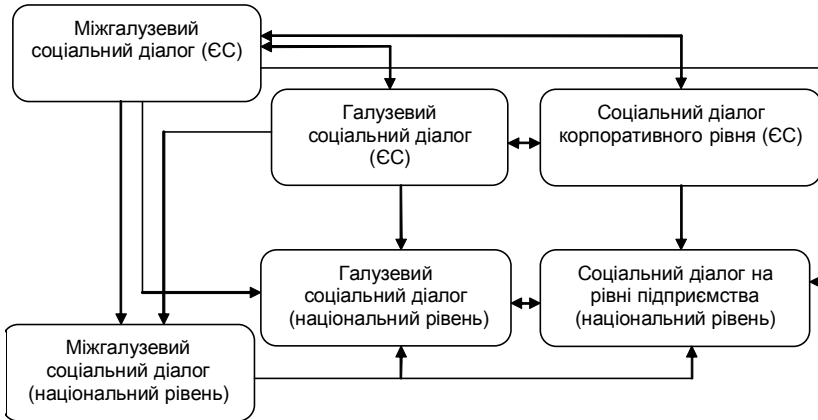 Міжгалузевий
соціальний діалог (ЄС)
Галузевий
соціальний діалог
(ЄС)
Соціальний діалог
корпоративного рівня (ЄС)
Галузевий
соціальний діалог
(національний рівень)
Соціальний діалог на
рівні підприємства
(національний рівень)
Міжгалузевий
соціальний діалог
(національний рівень)